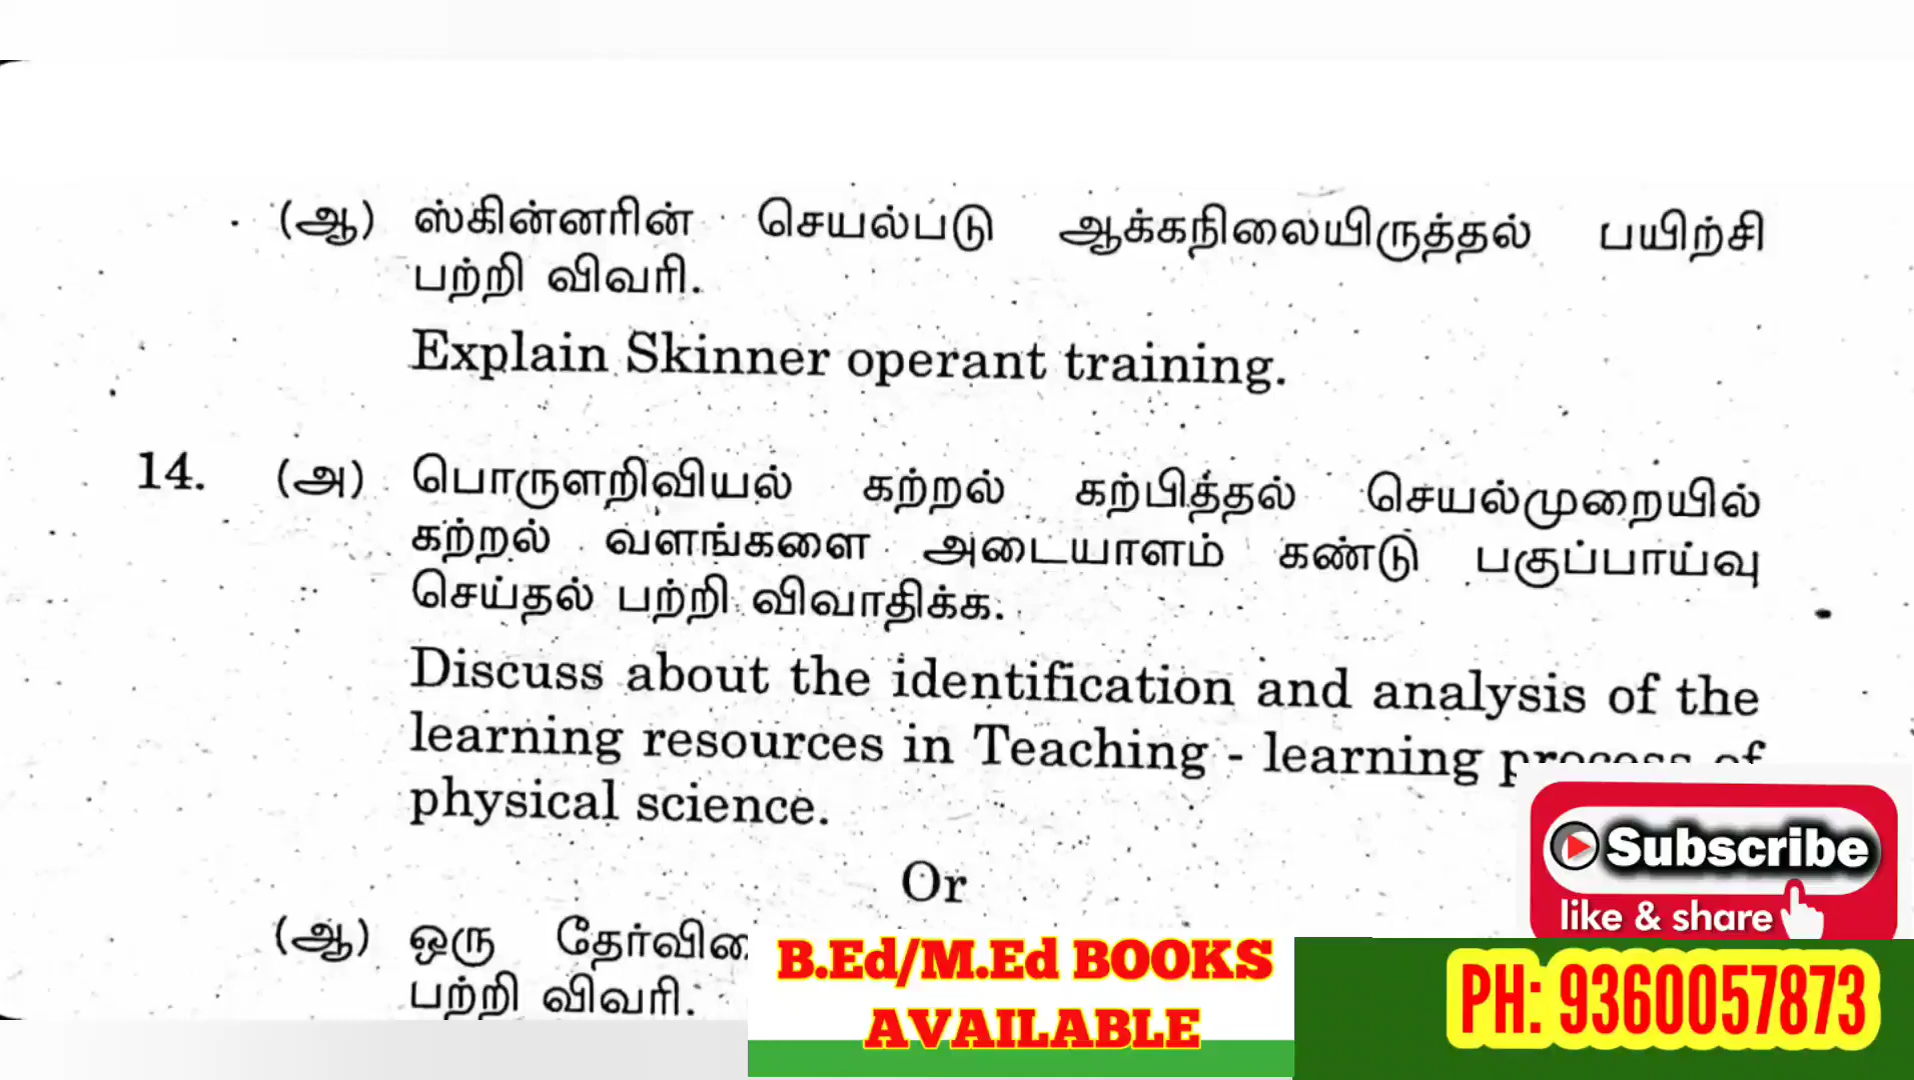 (ஆ) ஸ்கின்னரின் செயல்படு ஆக்கநிலையிருத்தல் பயிற்சி
பற்றி விவரி.
Explain Skinner operant training.
14. (அ) பொருளறிவியல் கற்றல் கற்பித்தல் செயல்முறையில்
கற்றல் வளங்களை அடையாளம் கண்டு பகுப்பாய்வு
செய்தல் பற்றி விவாதிக்க.
Discuss about the identification and analysis of the
learning resources in Teaching - learning process of
physical science.
Or
(ஆ) ஒரு
பற்றி விவரி.
Subscribe
like & share
B.Ed/M.Ed BOOKS
AVAILABLE
PH: 9360057873